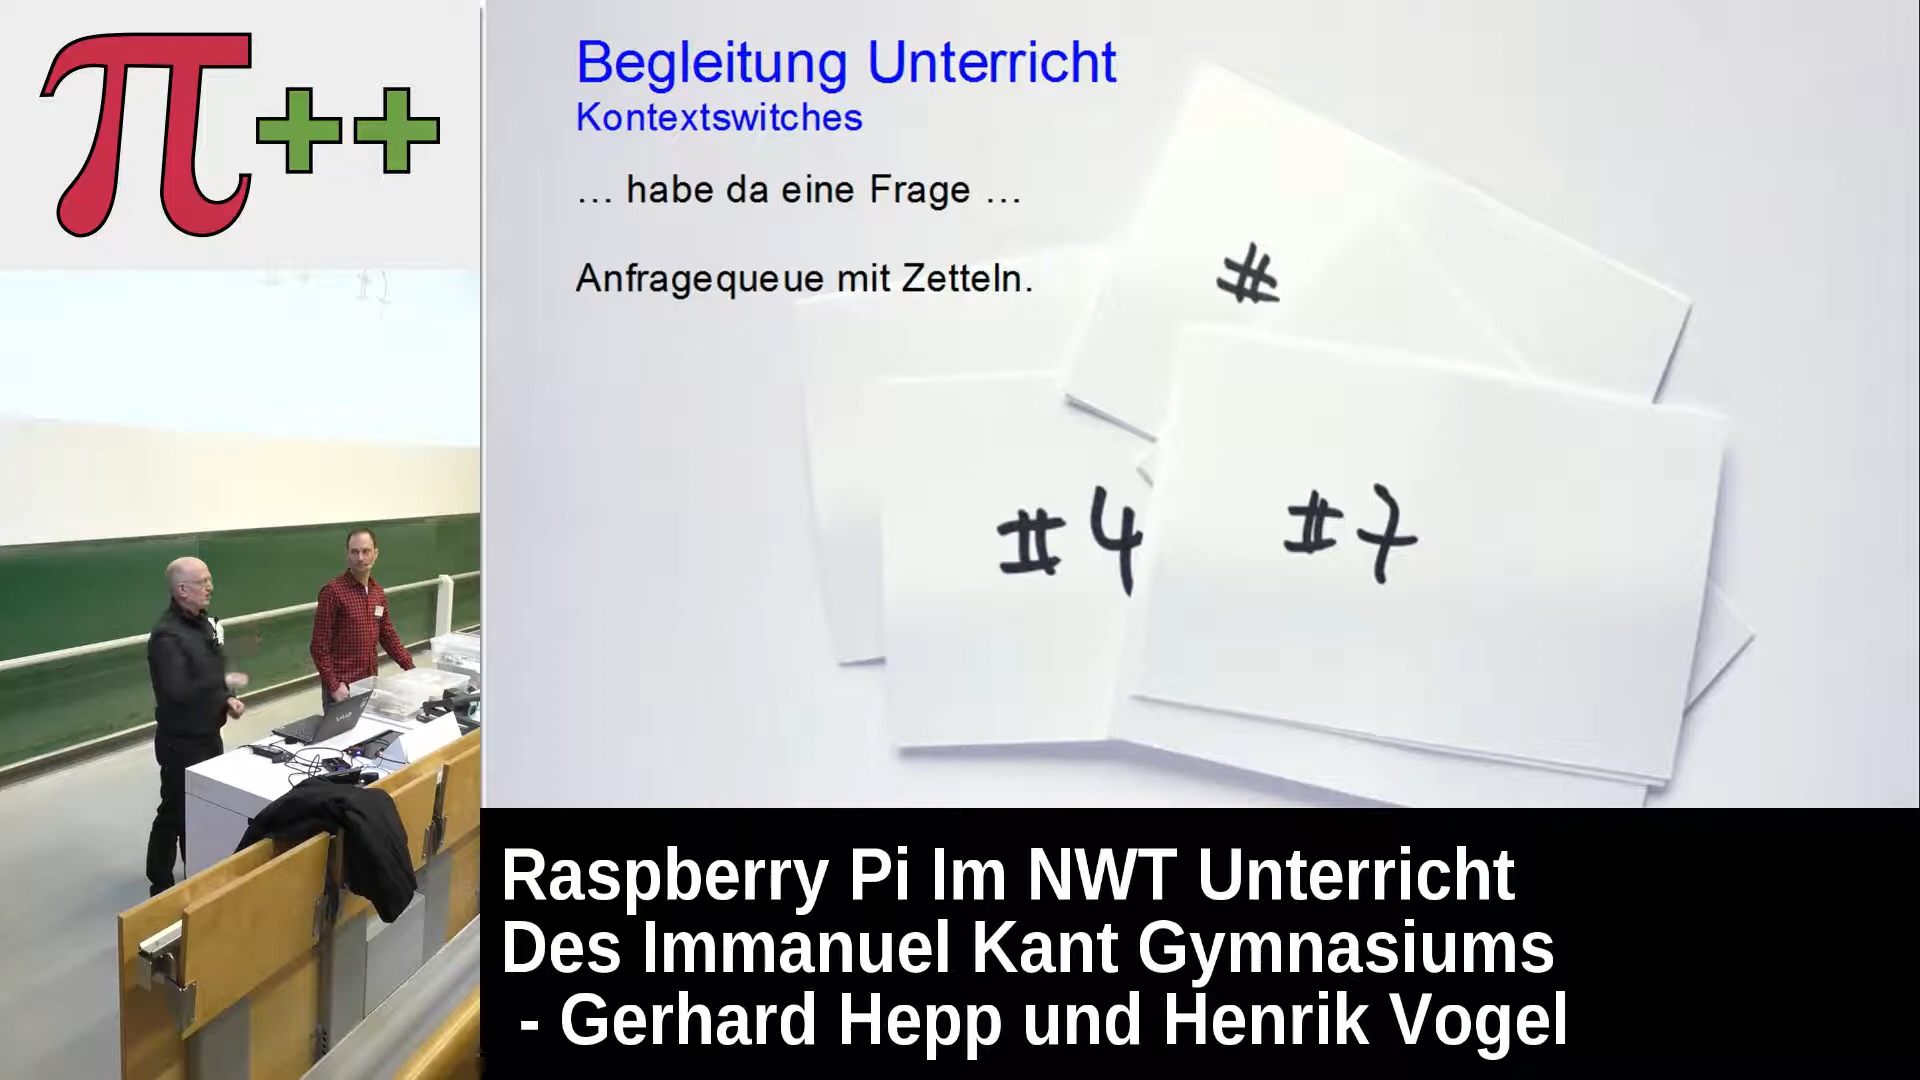 π++
Begleitung Unterricht
Kontextswitches
… habe da eine Frage …
Anfragequeue mit Zetteln.
#
#4
#7
VAIO
Raspberry Pi Im NWT Unterricht
Des Immanuel Kant Gymnasiums
- Gerhard Hepp und Henrik Vogel